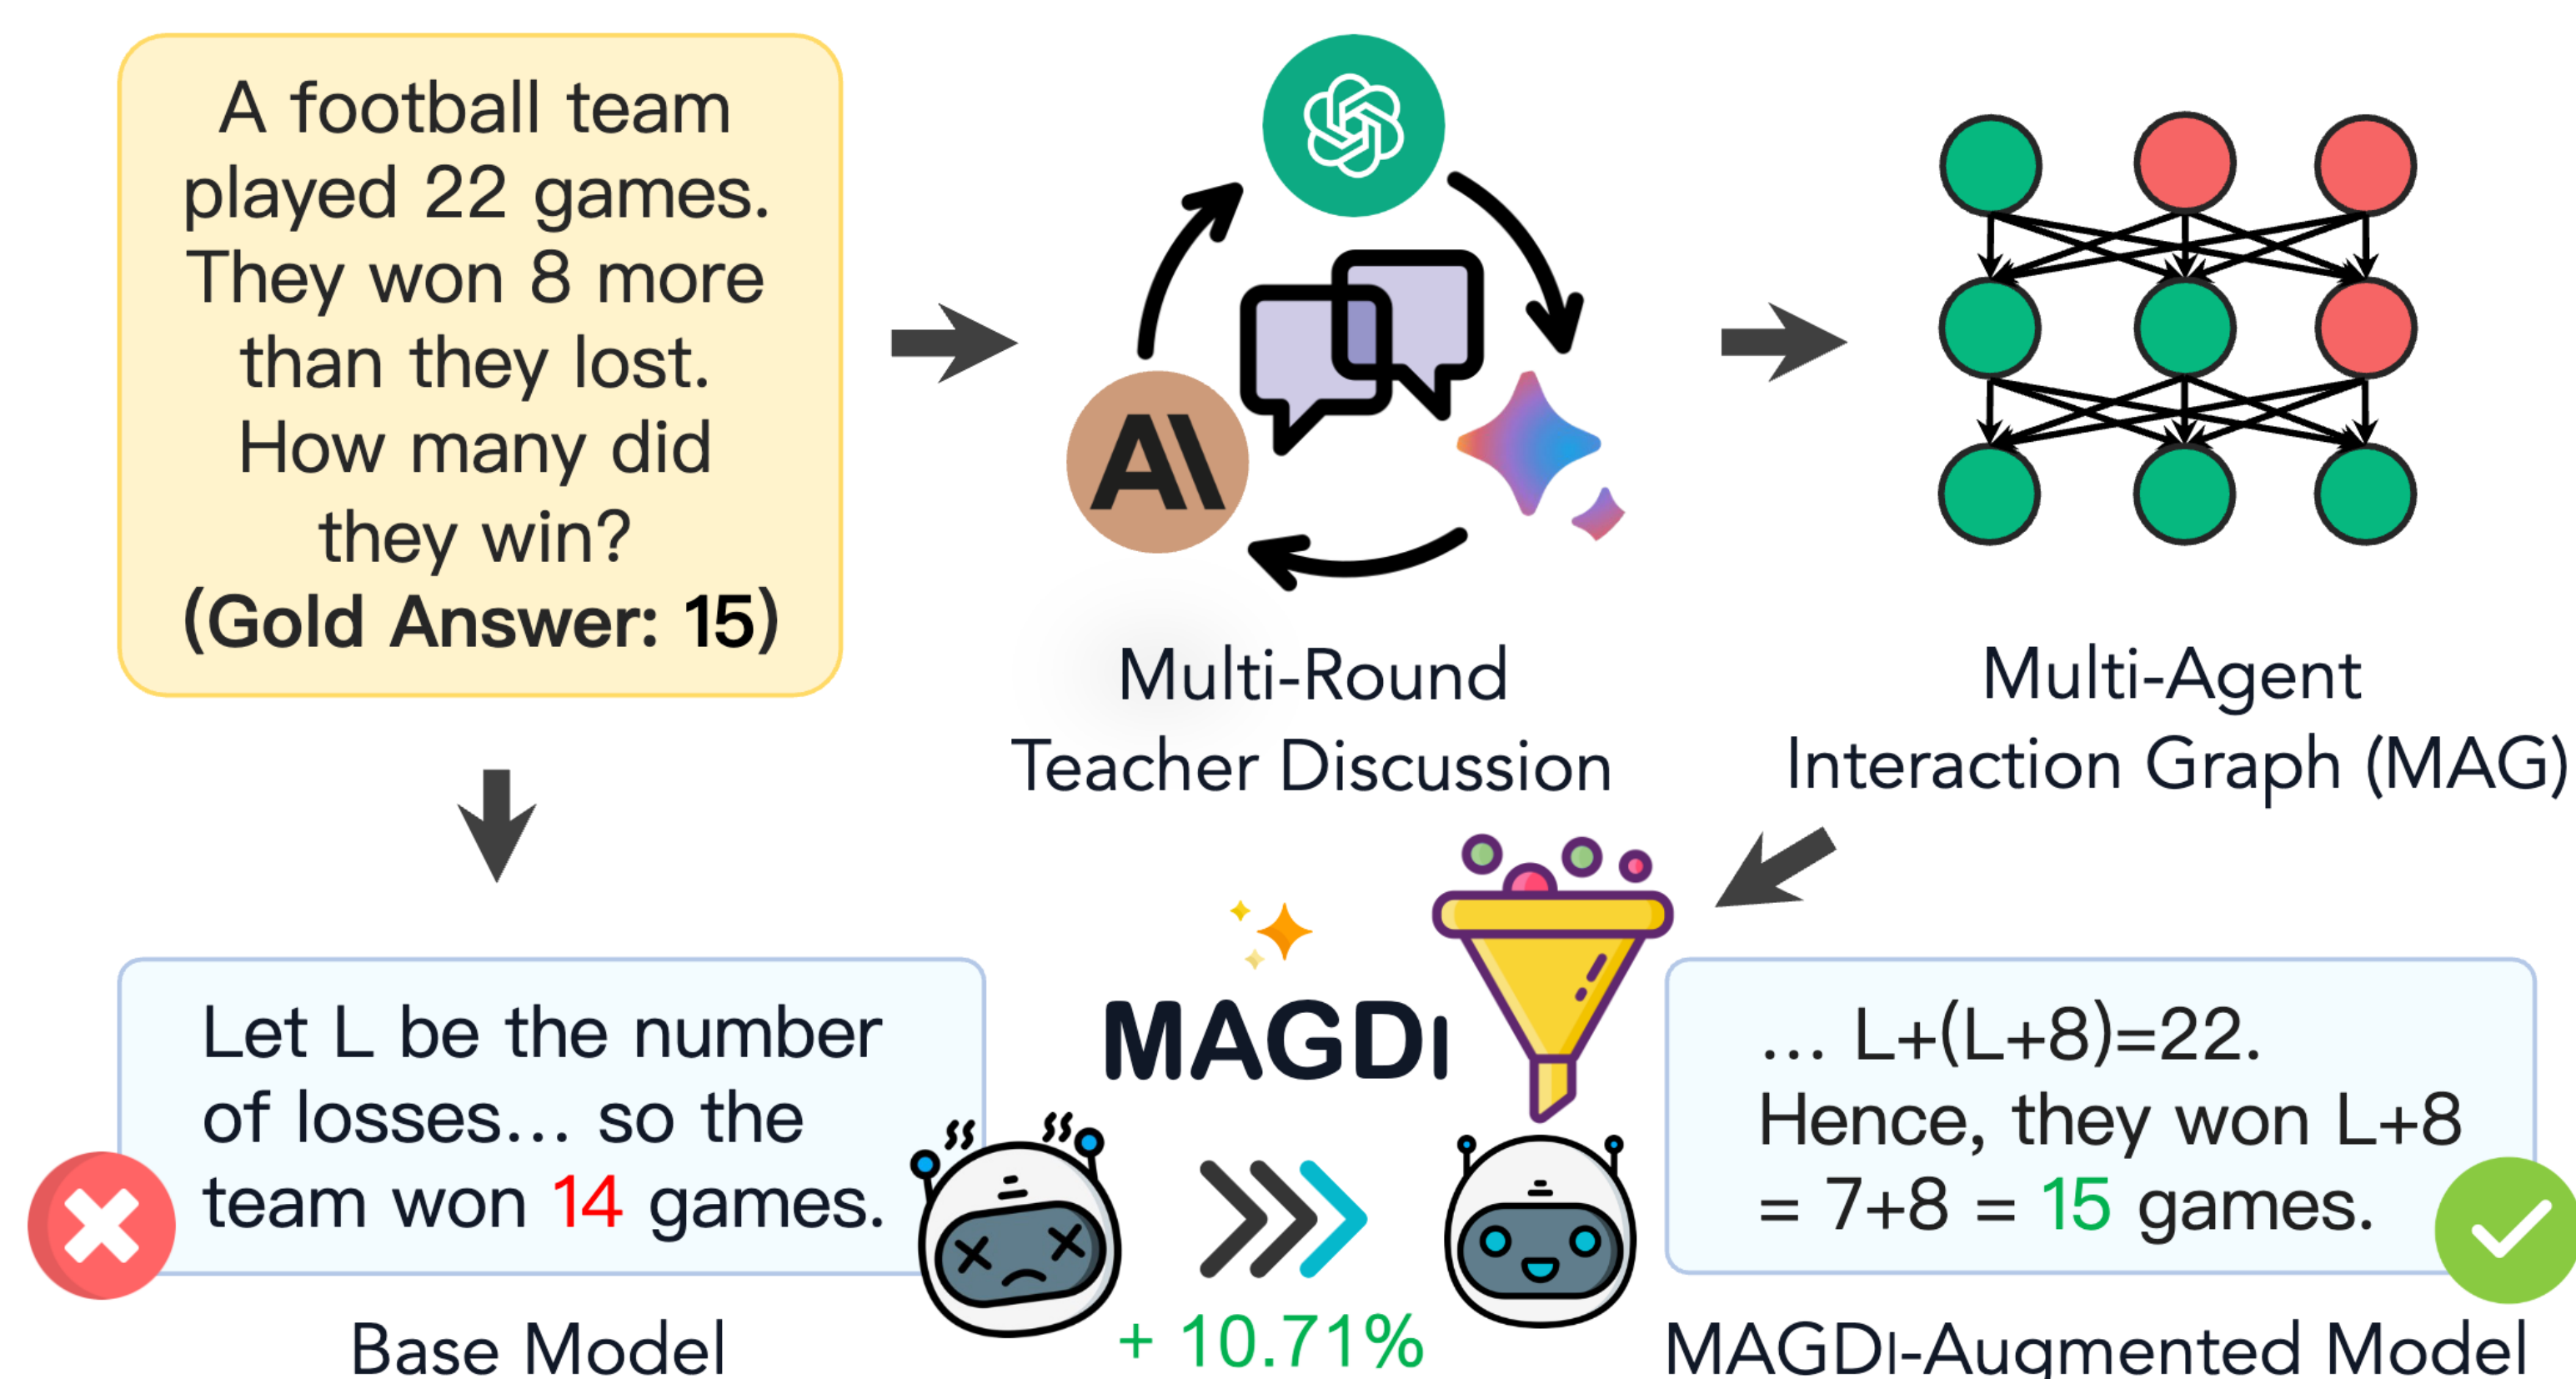 A football team
played 22 games.
They won 8 more
than they lost.
How many did
they win?
(Gold Answer: 15)
AI
Multi-Round
Teacher Discussion
Multi-Agent
Interaction Graph (MAG)
Let L be the number
of losses... so the
team won 14 games.
Base Model
MAGDI
+ 10.71%
... L+(L+8)=22.
Hence, they won L+8
= 7+8 = 15 games.
MAGDI-Augmented Model